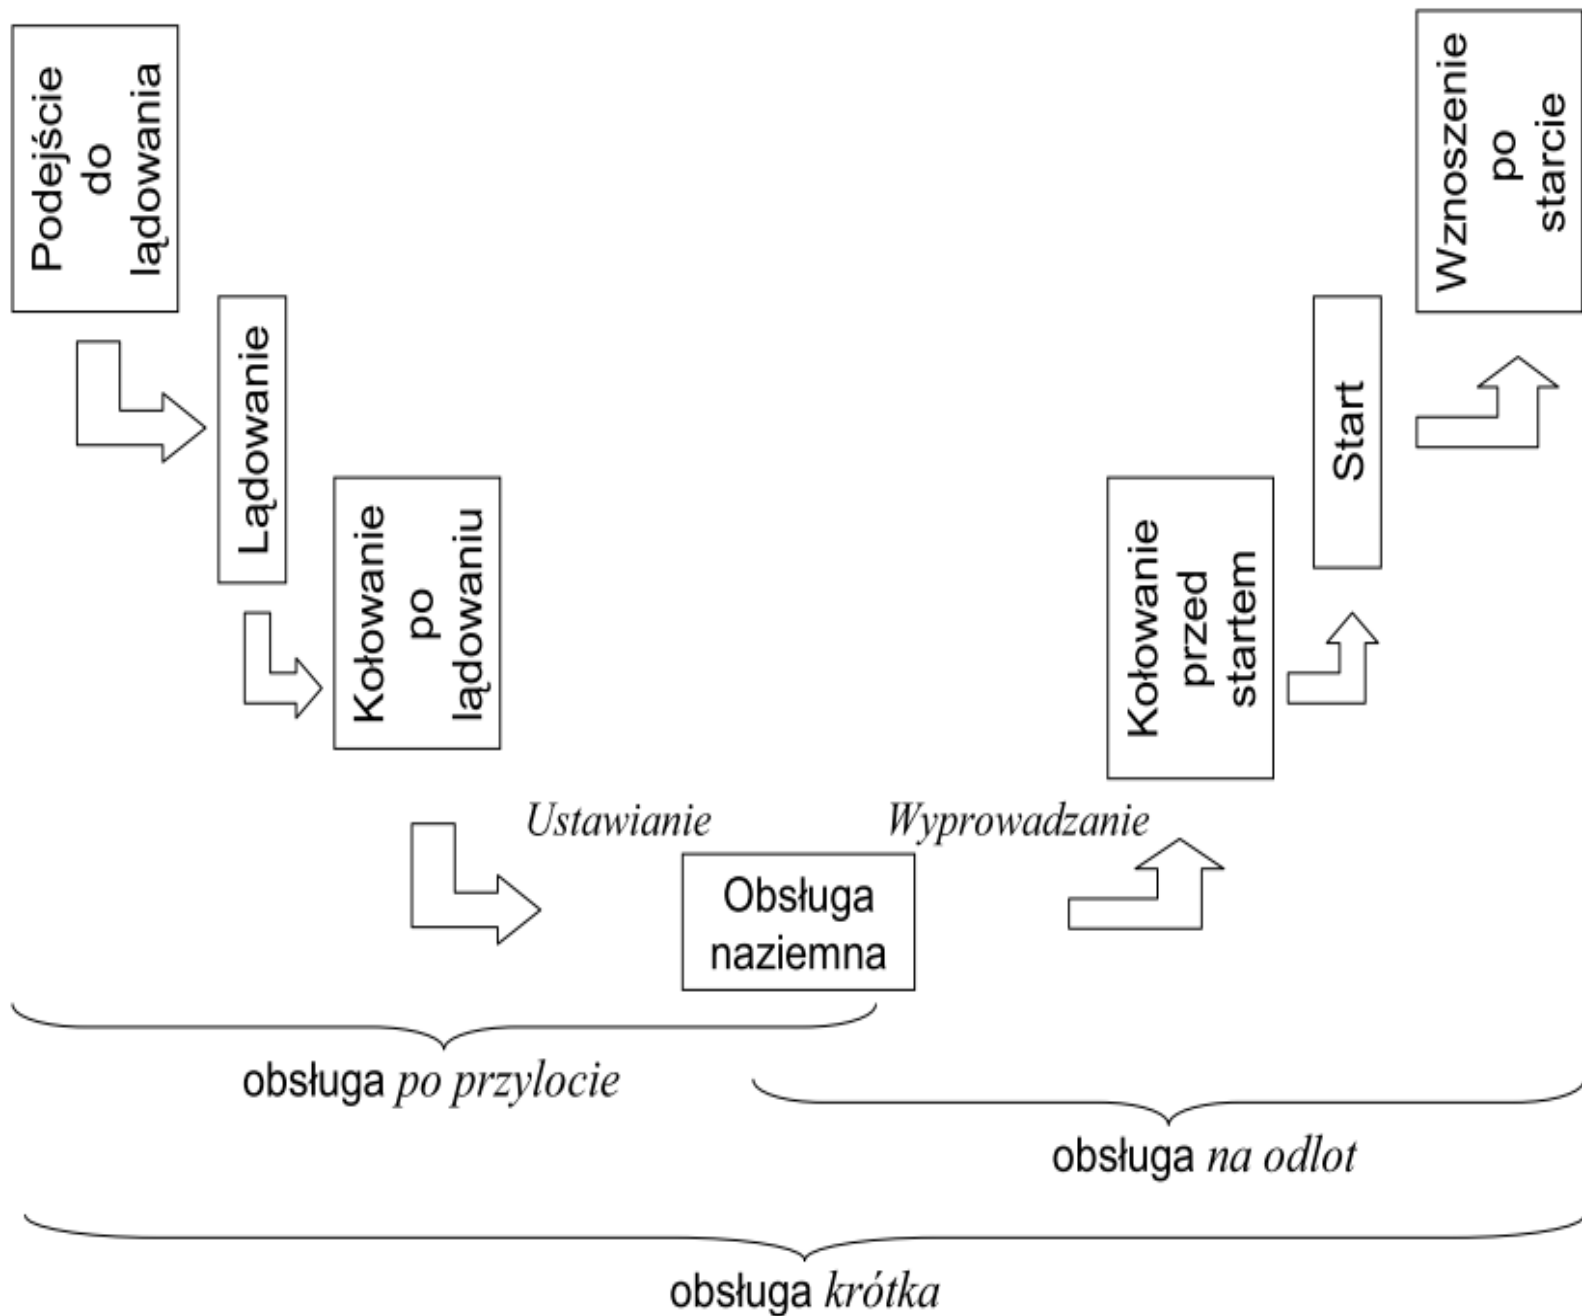 Podejście
do
lądowania
Lądowanie
Kołowanie
po
lądowaniu
Ustawianie
Obsługa
naziemna
Wyprowadzanie
Kołowanie
przed
startem
Start
Wznoszenie
po
starcie
obsługa po przylocie
obsługa na odlot
obsługa krótka